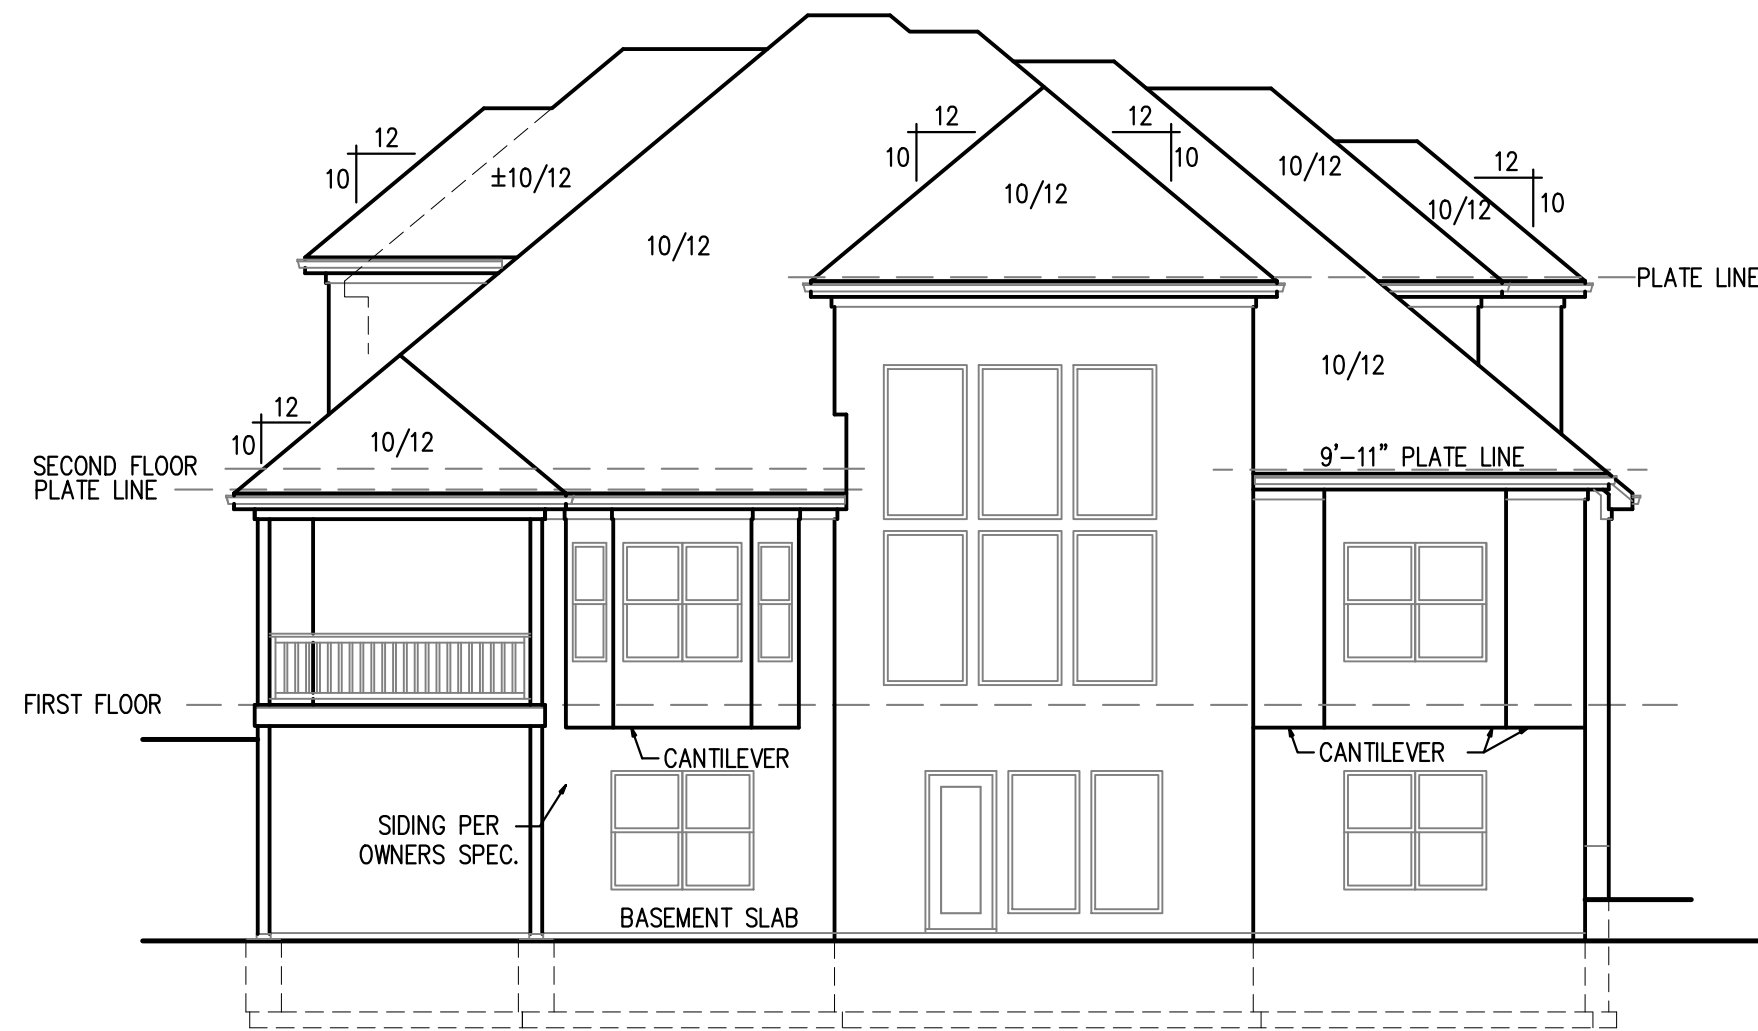 12
10
±10/12
10/12
12
10
10/12
12
10
10/12
12
10
10/12
PLATE LINE
10/12
12
10
10/12
SECOND FLOOR
PLATE LINE
9'-11" PLATE LINE
FIRST FLOOR
CANTILEVER
CANTILEVER
SIDING PER
OWNERS SPEC.
BASEMENT SLAB